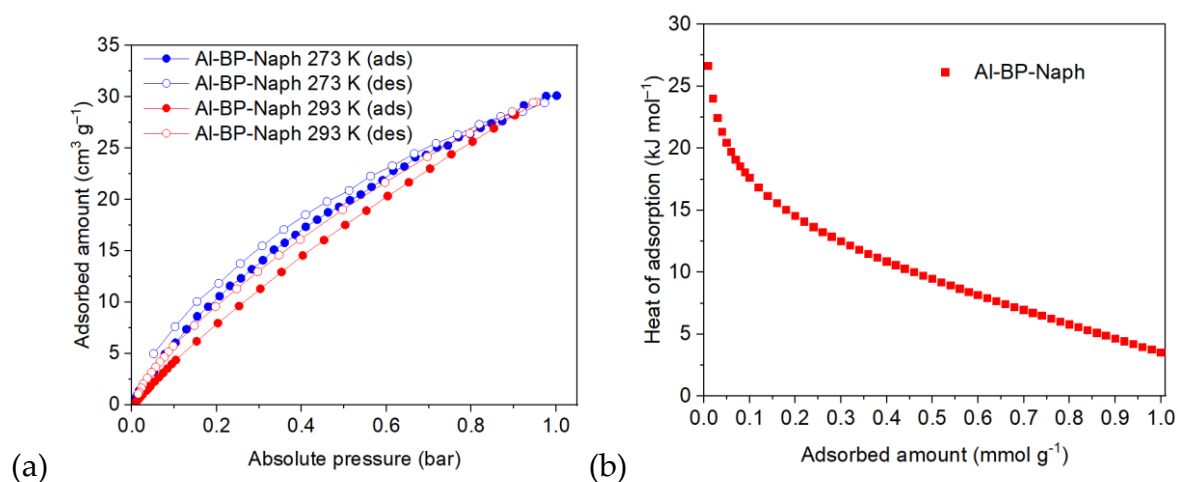 Al-BP-Naph 273 K (ads)
Al-BP-Naph 273 K (des)
Al-BP-Naph 293 K (ads)
Al-BP-Naph 293 K (des)
Adsorbed amount (cm³ g⁻¹)
35
30
25
20
15
10
5
0
0.0 0.2 0.4 0.6 0.8 1.0
Absolute pressure (bar)
(a)
Al-BP-Naph
Heat of adsorption (kJ mol⁻¹)
30
25
20
15
10
5
0
0.0 0.1 0.2 0.3 0.4 0.5 0.6 0.7 0.8 0.9 1.0
Adsorbed amount (mmol g⁻¹)
(b)